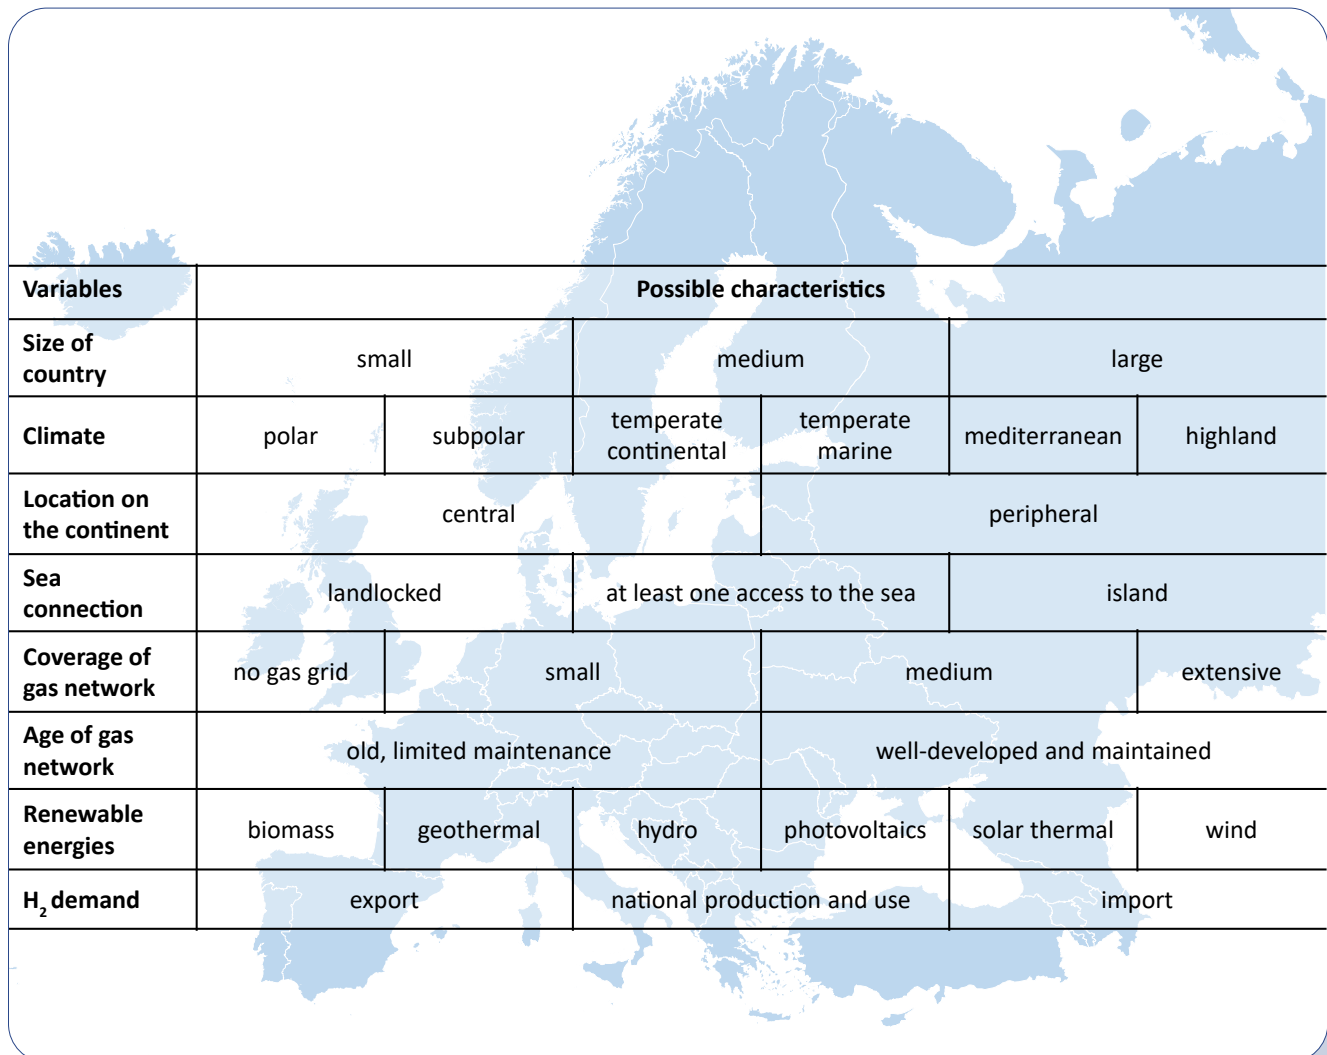 Variables Possible characteristics
Size of
country
small medium large
Climate
polar subpolar temperate
continental temperate
marine mediterranean highland
Location on
the continent
central peripheral
Sea
connection
landlocked at least one access to the sea island
Coverage of
gas network
no gas grid small medium extensive
Age of gas
network
old, limited maintenance well-developed and maintained
Renewable
energies
biomass geothermal hydro photovoltaics solar thermal wind
H₂ demand export national production and use import